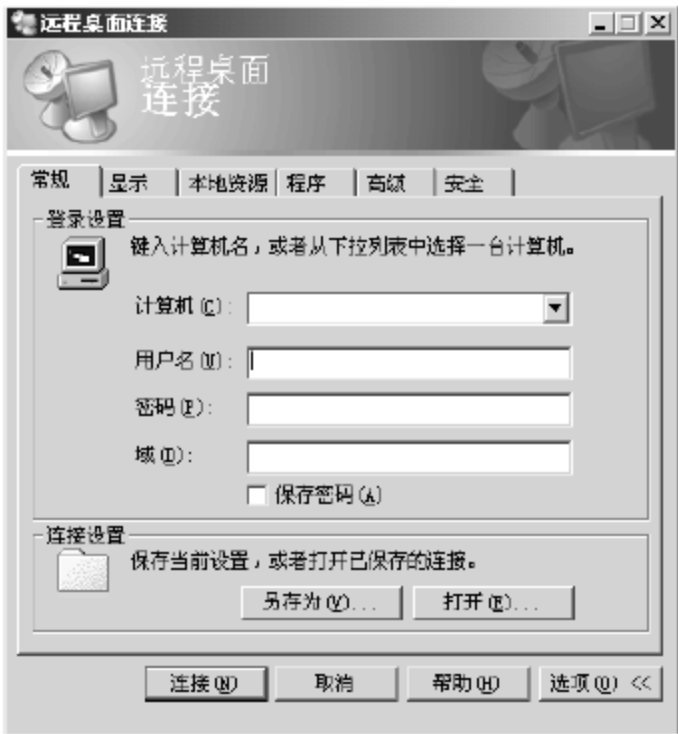 远程桌面连接
远程桌面
连接
常规 显示 本地资源 程序 高级 安全
登录设置
键入计算机名，或者从下拉列表中选择一台计算机。
计算机(C):
用户名(U):
密码(P):
域(D):
保存密码(A)
连接设置
保存当前设置，或者打开已保存的连接。
另存为(V)... 打开(E)...
连接(N) 取消 帮助(H) 选项(O) <<